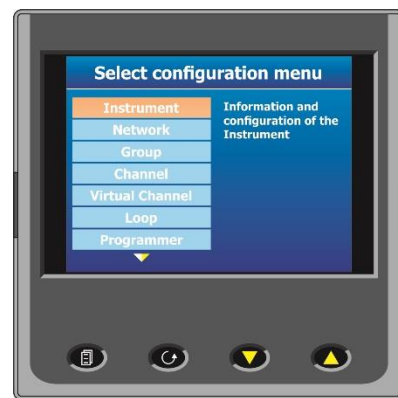 Select configuration menu
Instrument
Network
Group
Channel
Virtual Channel
Loop
Programmer
Information and
configuration of the
Instrument